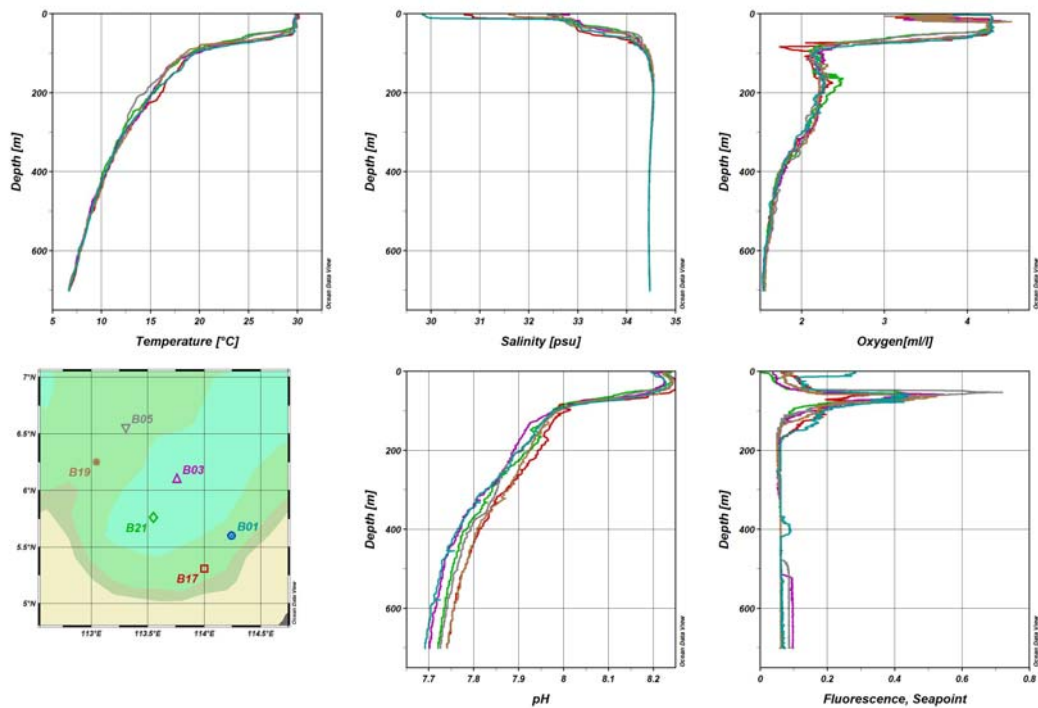 0
200
400
600
Depth [m]
5
10
15
20
25
30
Temperature [°C]
Ocean Data View
0
200
400
600
Depth [m]
30
31
32
33
34
35
Salinity [psu]
Ocean Data View
0
200
400
600
Depth [m]
2
3
4
Oxygen[ml/l]
Ocean Data View
7°N
6.5°N
6°N
5.5°N
5°N
B05
B19
B03
B21
B01
B17
113°E
113.5°E
114°E
114.5°E
Ocean Data View
0
200
400
600
Depth [m]
7.7
7.8
7.9
8
8.1
8.2
pH
Ocean Data View
0
200
400
600
Depth [m]
0
0.2
0.4
0.6
0.8
Fluorescence, Seapoint
Ocean Data View